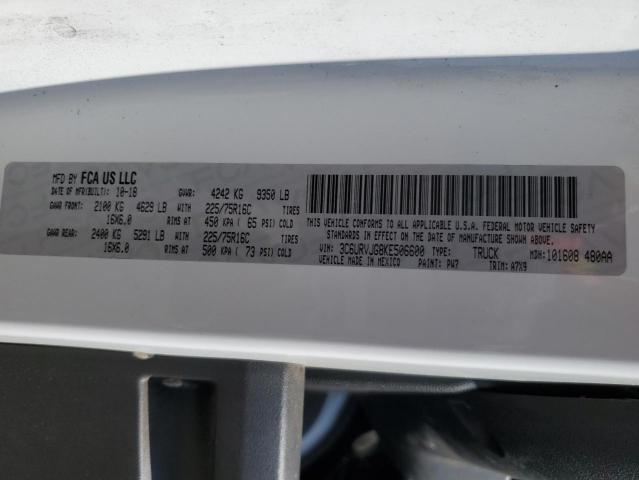 MFD BY FCA US LLC
DATE OF MFR(BUILT): 10-18 GVWR: 4242 KG 9350 LB
GAWR FRONT: 2100 KG 4629 LB 225/75R16C TIRES
16X6.0 RIMS AT 450 KPA ( 65 PSI) COLD
GAWR REAR: 2400 KG 5291 LB 225/75R16C TIRES
16X6.0 RIMS AT 500 KPA ( 73 PSI) COLD
THIS VEHICLE CONFORMS TO ALL APPLICABLE U.S.A. FEDERAL MOTOR VEHICLE SAFETY
STANDARDS IN EFFECT ON THE DATE OF MANUFACTURE SHOWN ABOVE.
VIN: 3C6URVJG8KE506600 TYPE: TRUCK MDH: 101608 480AA
VEHICLE MADE IN MEXICO PAINT: PW7 TRIM: A7X9